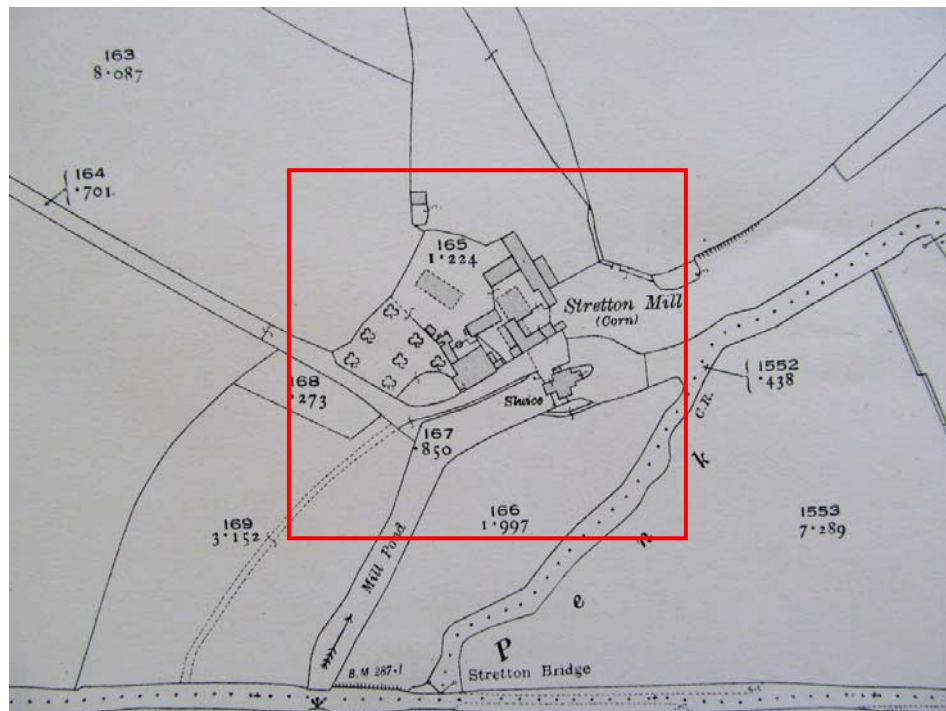 163
8·087
164
·701
165
1·224
Stretton Mill
(Corn)
168
·273
Sluice
1552
·438
C.R.
167
·850
166
1·997
1553
7·289
169
3·152
Mill Pond
P e n k
B.M. 287·1
Stretton Bridge